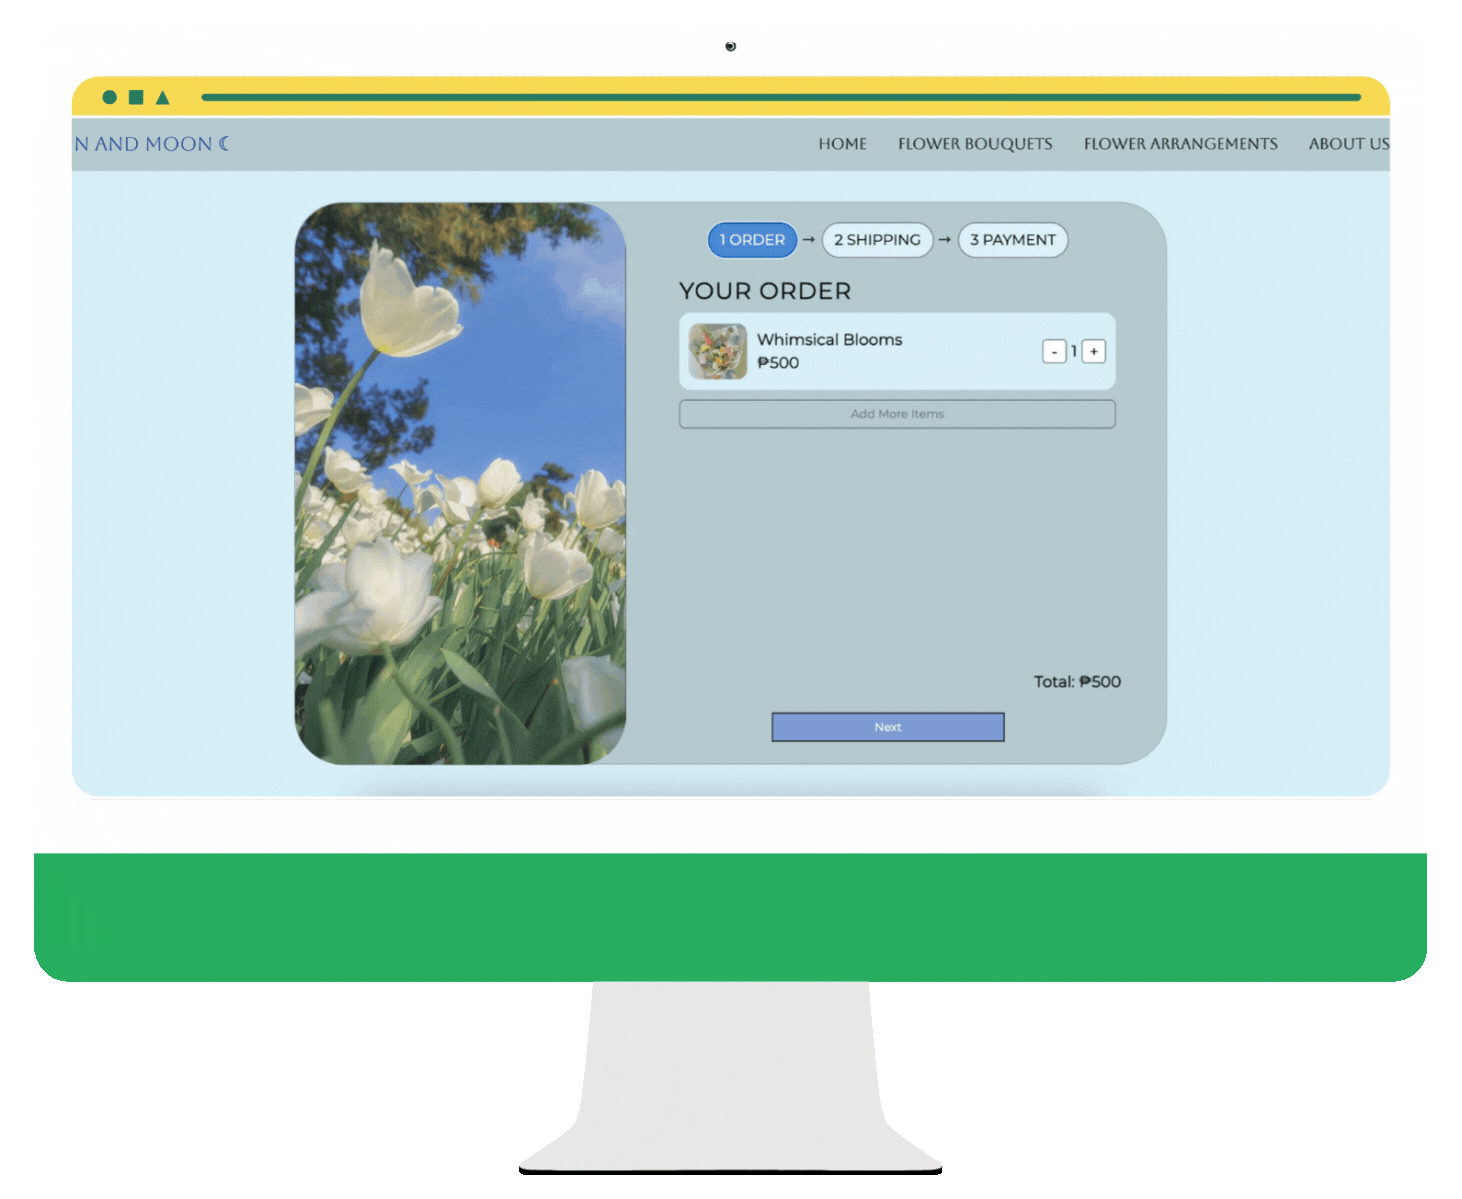 N AND MOON ☾
HOME FLOWER BOUQUETS FLOWER ARRANGEMENTS ABOUT US
1 ORDER → 2 SHIPPING → 3 PAYMENT
YOUR ORDER
Whimsical Blooms
₱500
- 1 +
Add More Items
Total: ₱500
Next